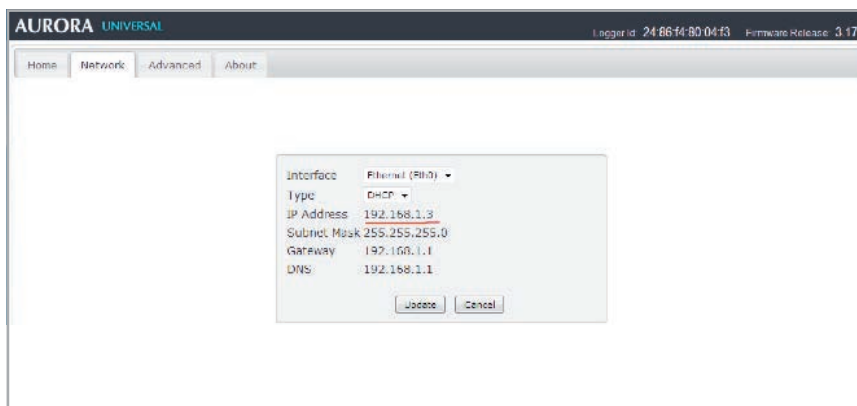 AURORA UNIVERSAL
Logger Id 24:86:f4:80:04:f3 Firmware Release 3.17
Home Network Advanced About
Interface Ethernet (Eth0)
Type DHCP
IP Address 192.168.1.3
Subnet Mask 255.255.255.0
Gateway 192.168.1.1
DNS 192.168.1.1
Update Cancel